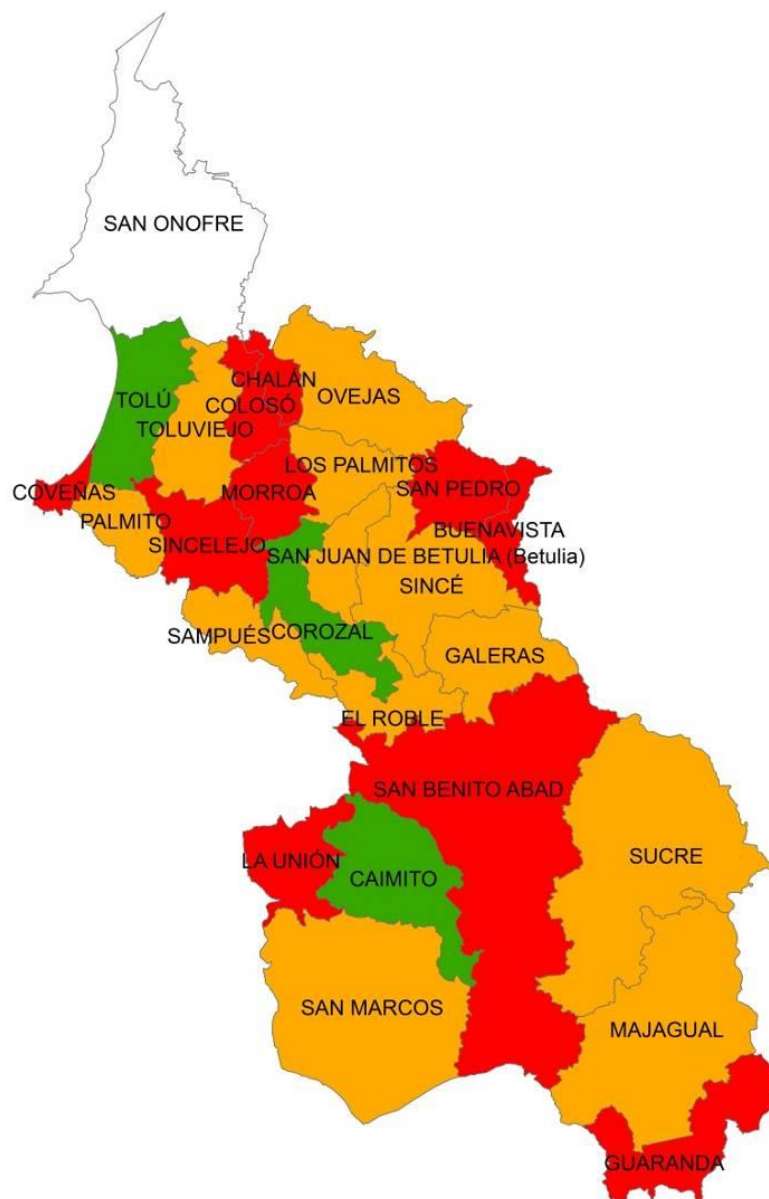 SAN ONOFRE
CHALÁN
TOLÚ
COLOSÓ
OVEJAS
TOLUVIEJO
LOS PALMITOS
COVEÑAS
MORROA
SAN PEDRO
PALMITO
BUENAVISTA
SINCELEJO
SAN JUAN DE BETULIA (Betulia)
SINCÉ
SAMPUÉS
COROZAL
GALERAS
EL ROBLE
SAN BENITO ABAD
LA UNIÓN
CAIMITO
SUCRE
SAN MARCOS
MAJAGUAL
GUARANDA